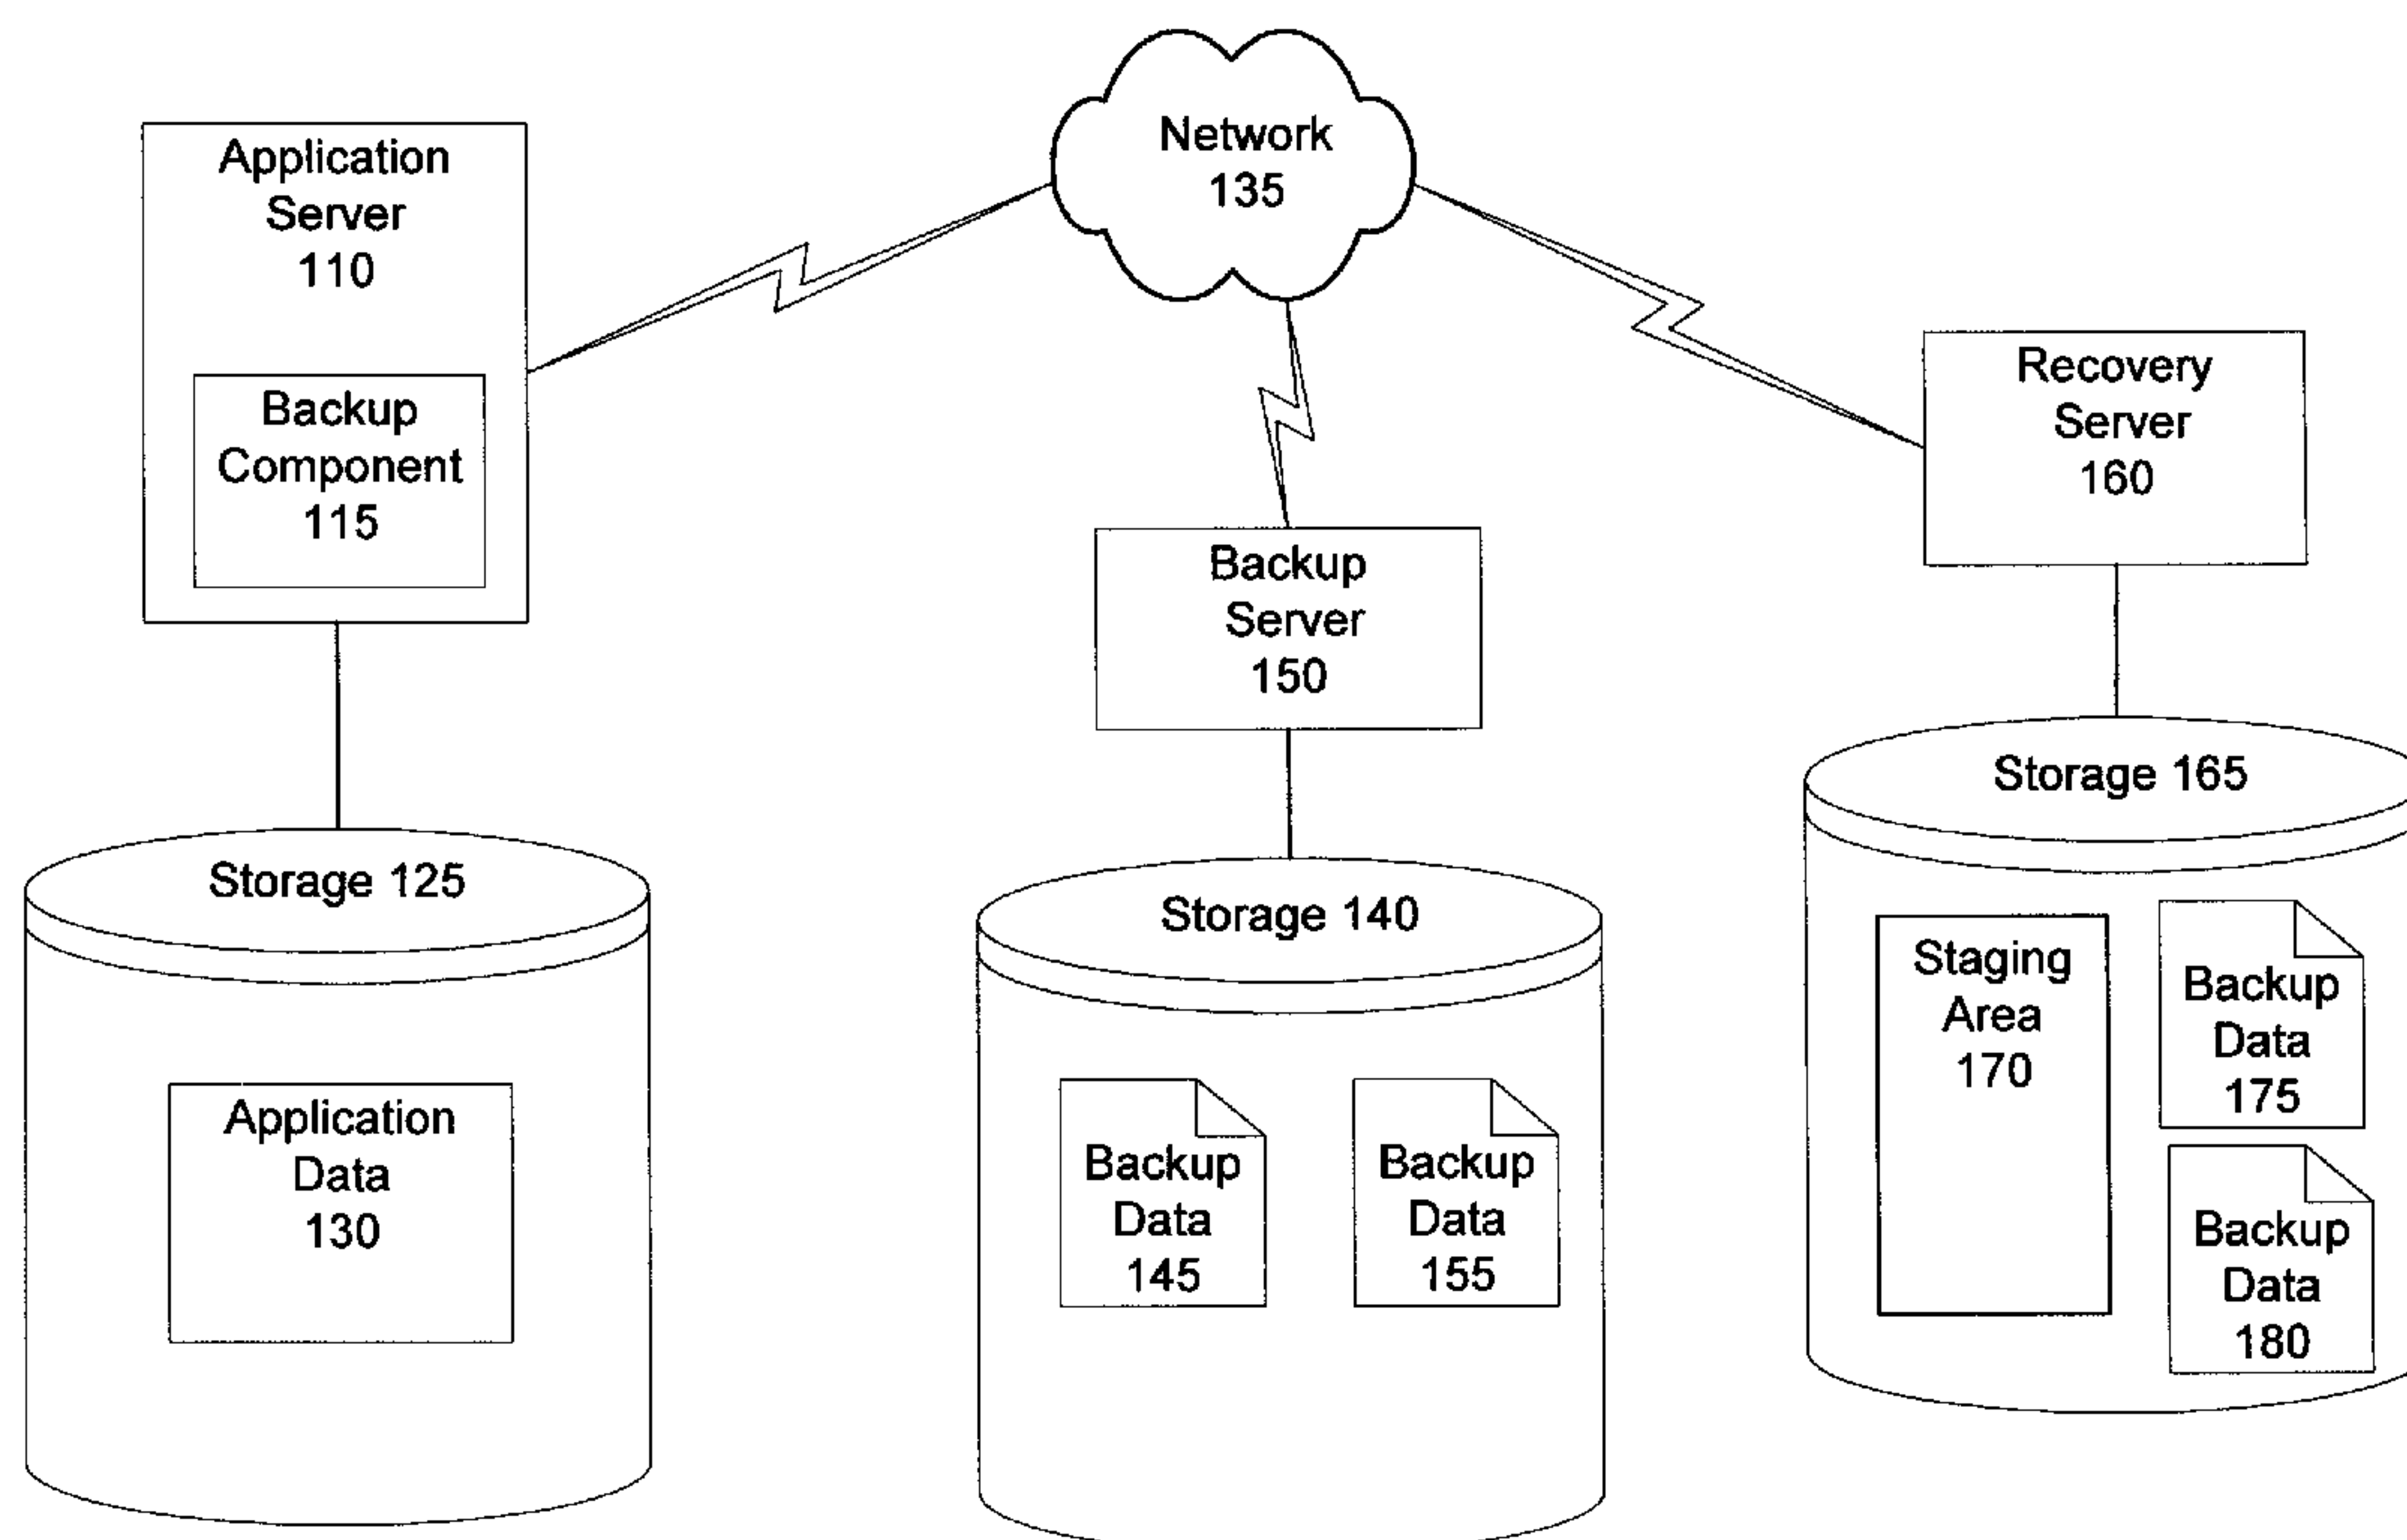 Network
135
Application
Server
110
Backup
Component
115
Recovery
Server
160
Backup
Server
150
Storage 125
Application
Data
130
Storage 140
Backup
Data
145
Backup
Data
155
Storage 165
Staging
Area
170
Backup
Data
175
Backup
Data
180